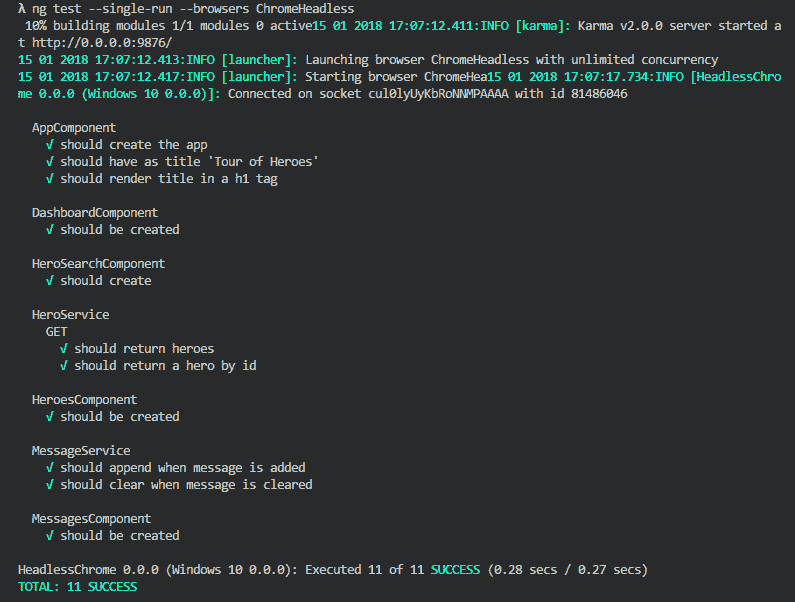 λ ng test --single-run --browsers ChromeHeadless
10% building modules 1/1 modules 0 active15 01 2018 17:07:12.411:INFO [karma]: Karma v2.0.0 server started a
t http://0.0.0.0:9876/
15 01 2018 17:07:12.413:INFO [launcher]: Launching browser ChromeHeadless with unlimited concurrency
15 01 2018 17:07:12.417:INFO [launcher]: Starting browser ChromeHea15 01 2018 17:07:17.734:INFO [HeadlessChro
me 0.0.0 (Windows 10 0.0.0)]: Connected on socket cul0lyUyKbRoNNMPAAAA with id 81486046
AppComponent
√ should create the app
√ should have as title 'Tour of Heroes'
√ should render title in a h1 tag
DashboardComponent
√ should be created
HeroSearchComponent
√ should create
HeroService
GET
√ should return heroes
√ should return a hero by id
HeroesComponent
√ should be created
MessageService
√ should append when message is added
√ should clear when message is cleared
MessagesComponent
√ should be created
HeadlessChrome 0.0.0 (Windows 10 0.0.0): Executed 11 of 11 SUCCESS (0.28 secs / 0.27 secs)
TOTAL: 11 SUCCESS